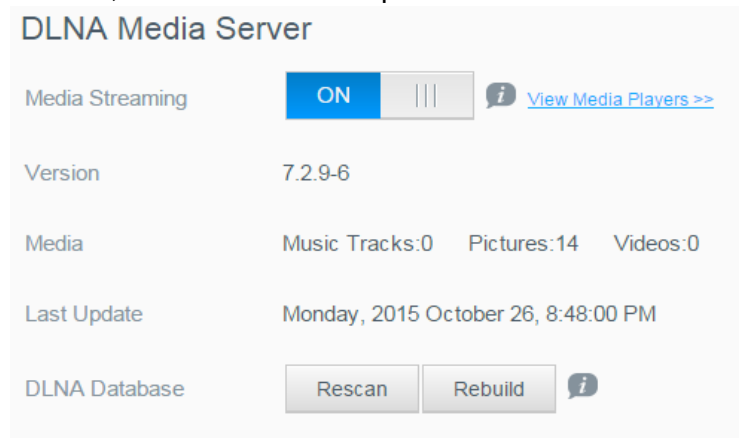 DLNA Media Server
Media Streaming ON View Media Players >>
Version 7.2.9-6
Media Music Tracks:0 Pictures:14 Videos:0
Last Update Monday, 2015 October 26, 8:48:00 PM
DLNA Database Rescan Rebuild